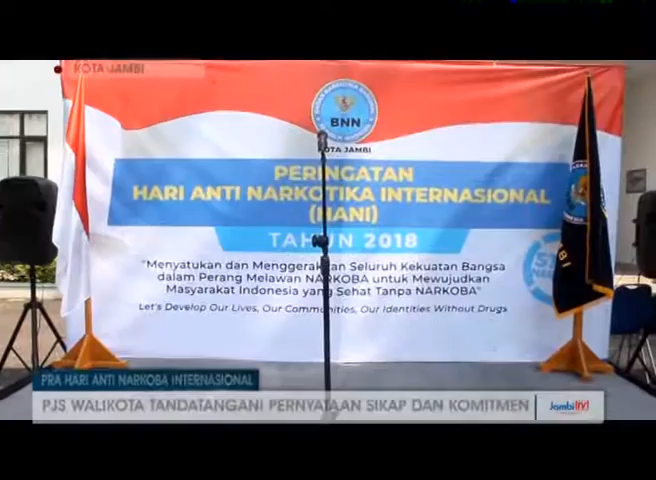 KOTA JAMBI
BNN
KOTA JAMBI
PERINGATAN
HARI ANTI NARKOTIKA INTERNASIONAL
(HANI)
TAHUN 2018
"Menyatukan dan Menggerakkan Seluruh Kekuatan Bangsa
dalam Perang Melawan NARKOBA untuk Mewujudkan
Masyarakat Indonesia yang Sehat Tanpa NARKOBA"
Let's Develop Our Lives, Our Communities, Our Identities Without Drugs
PRA HARI ANTI NARKOBA INTERNASIONAL
PJS WALIKOTA TANDATANGANI PERNYATAAN SIKAP DAN KOMITMEN
JambiTV